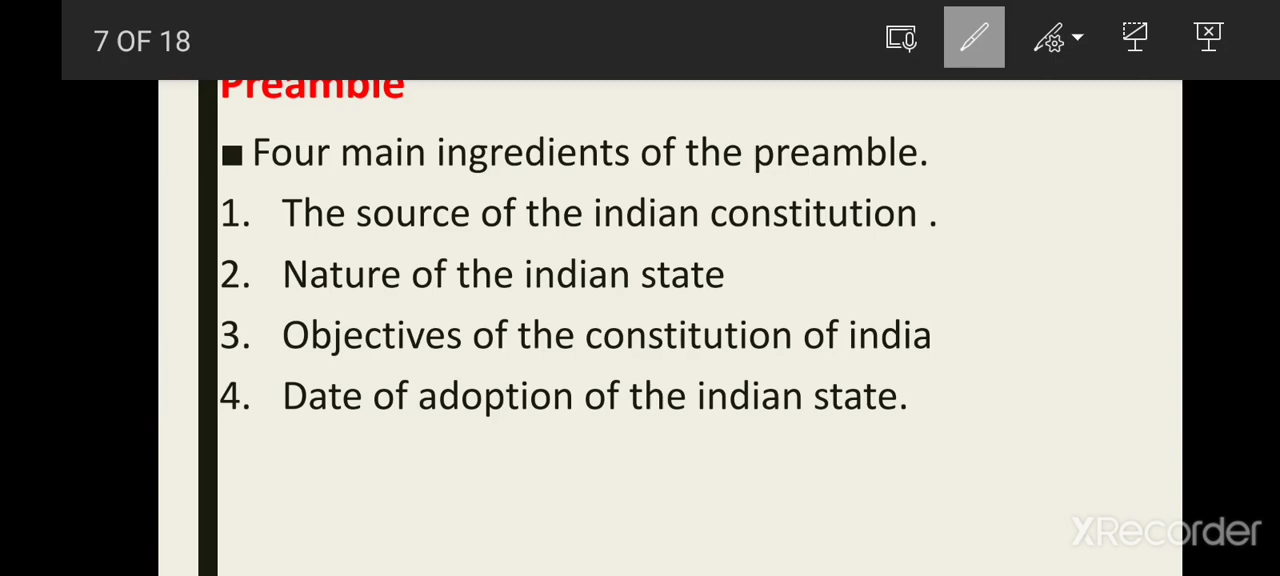 7 OF 18
Preamble
■ Four main ingredients of the preamble.
1. The source of the indian constitution .
2. Nature of the indian state
3. Objectives of the constitution of india
4. Date of adoption of the indian state.
XRecorder